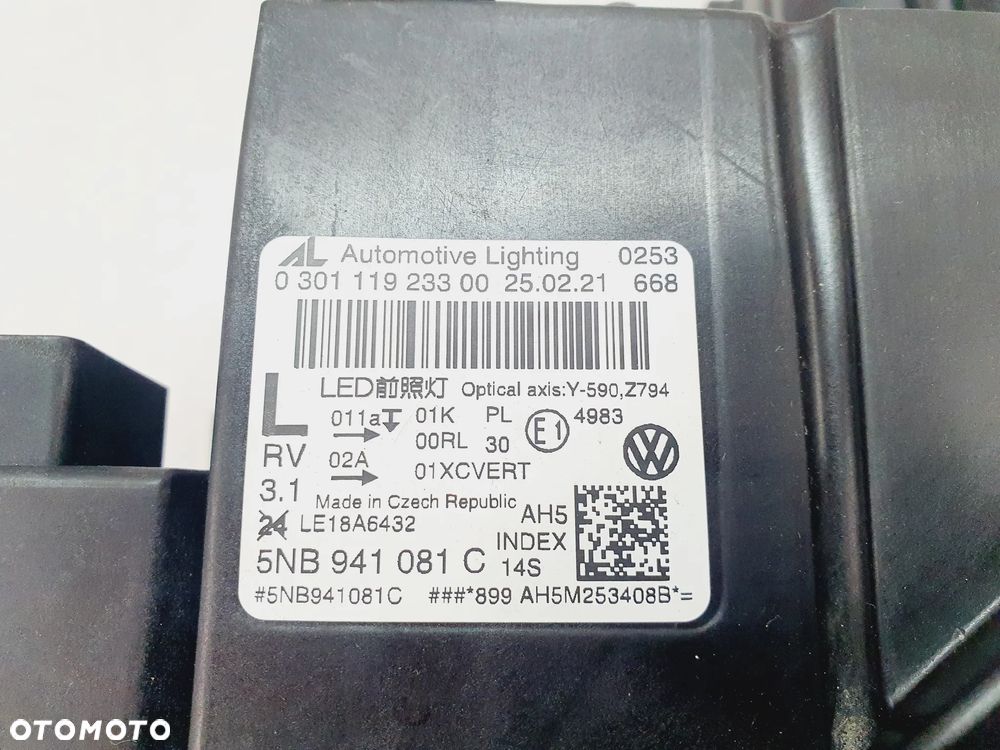 AL Automotive Lighting 0253
0 301 119 233 00 25.02.21 668
L LED前照灯 Optical axis:Y-590,Z794
011a 01K PL E1 4983
00RL 30
RV 02A 01XCVERT VW
3.1 Made in Czech Republic
24 LE18A6432 AH5
INDEX
5NB 941 081 C 14S
#5NB941081C ###*899 AH5M253408B*=
OTOMOTO